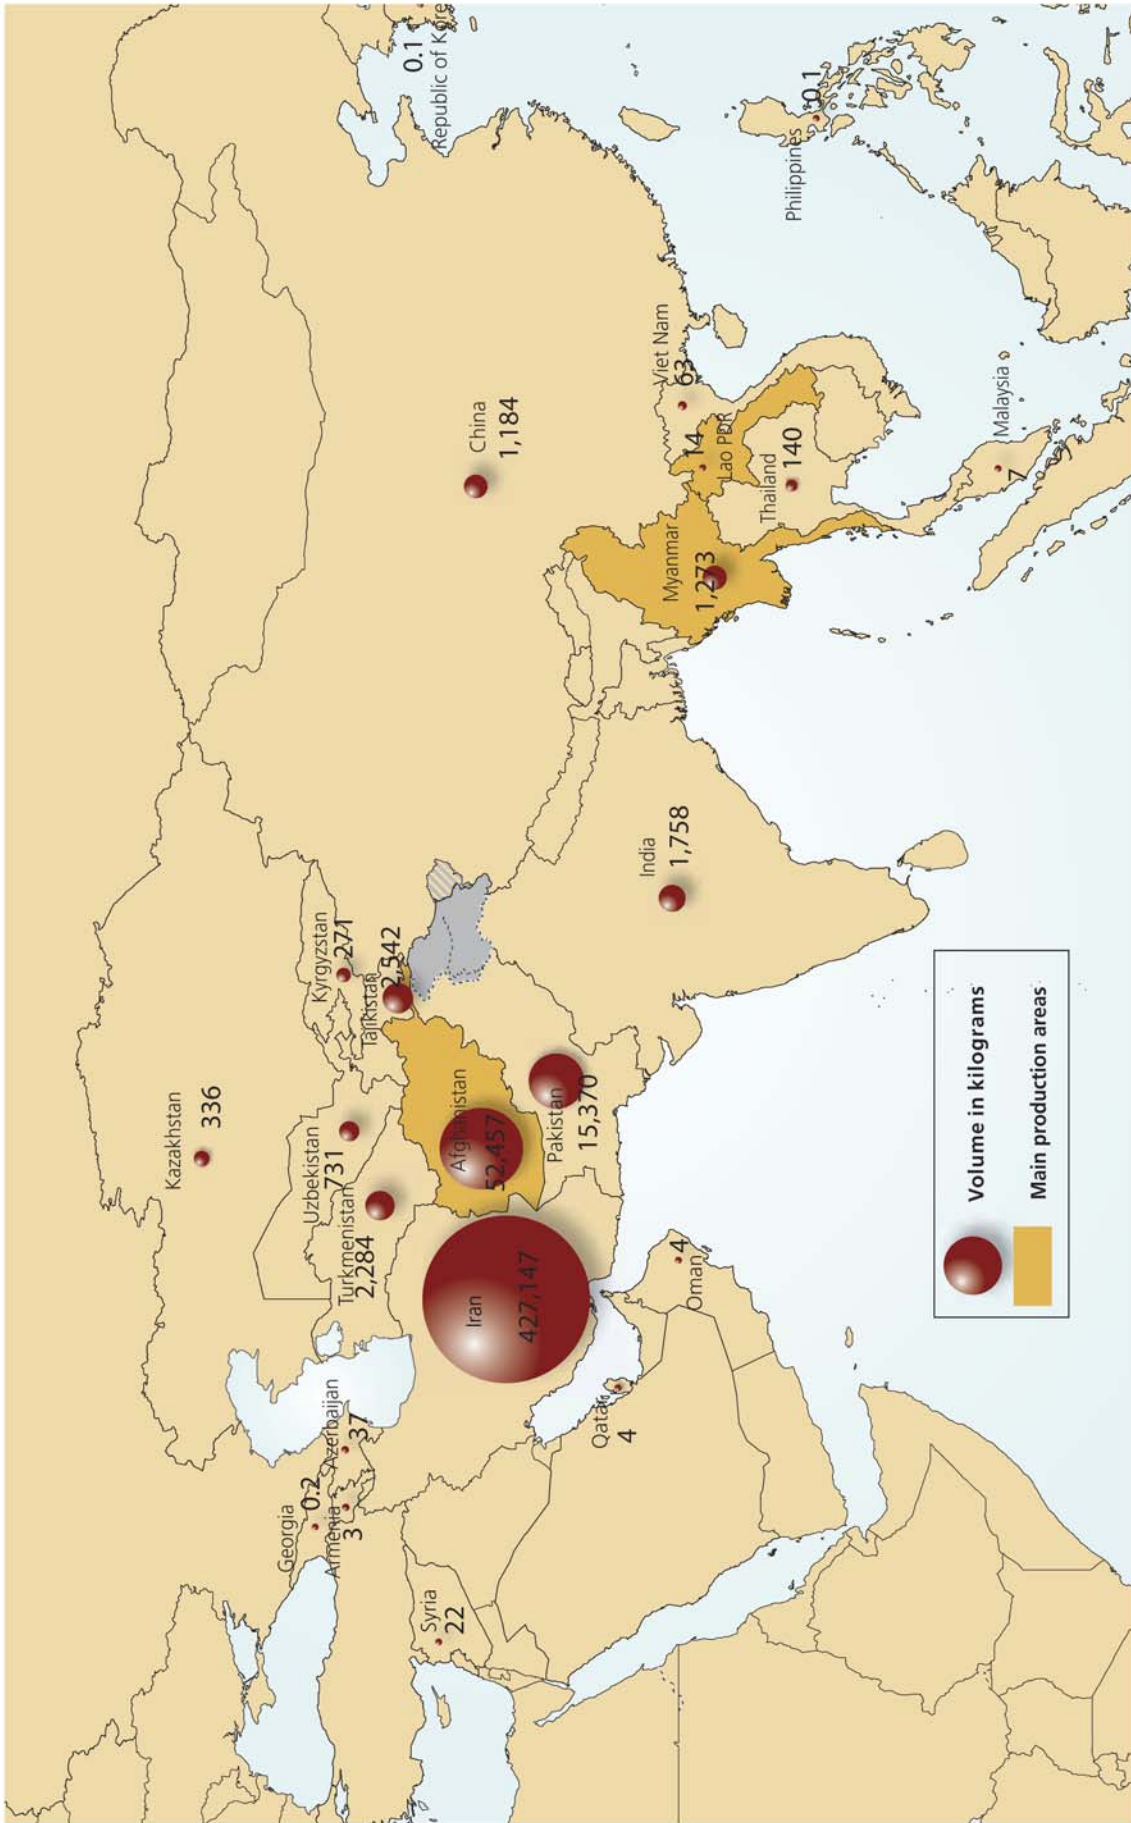 Kazakhstan
336
Georgia
0.2
Armenia
3
Azerbaijan
37
Uzbekistan
731
Turkmenistan
2,284
Kyrgyzstan
271
Tajikistan
2,542
Syria
22
Iran
427,147
Afghanistan
52,457
Pakistan
15,370
China
1,184
0.1
Republic of Kore
Qatar
4
Oman
4
India
1,758
Myanmar
1,273
Viet Nam
63
14
Lao PDR
Thailand
140
Philippines
0.1
Malaysia
7
Volume in kilograms
Main production areas